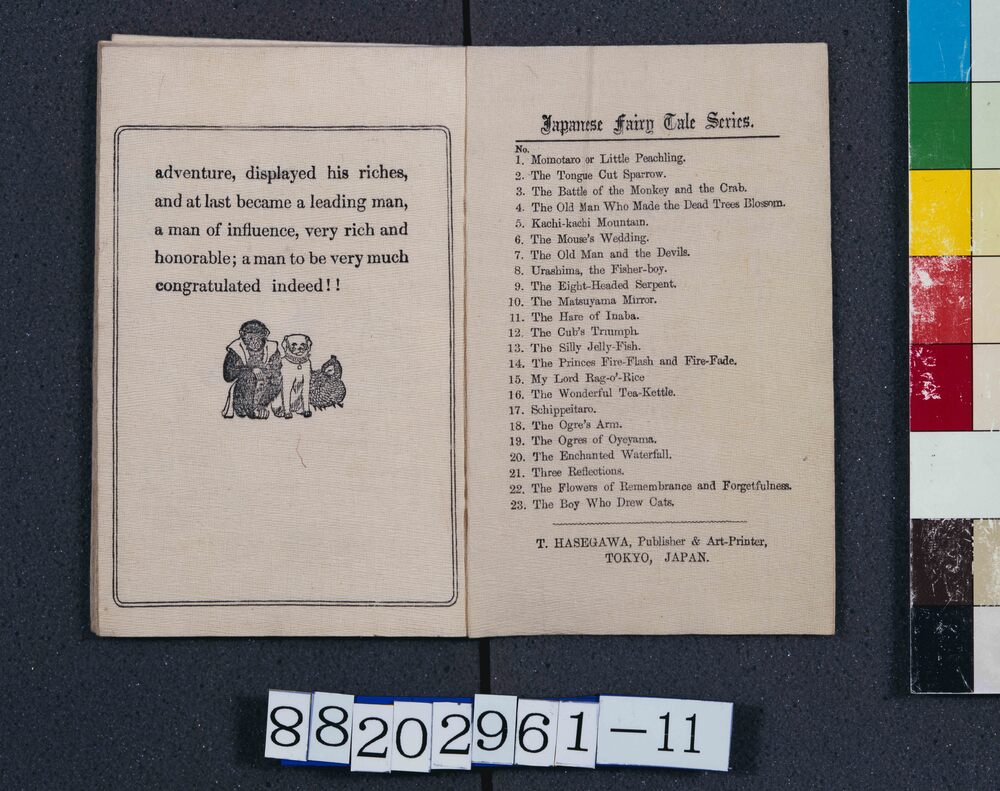 adventure, displayed his riches,
and at last became a leading man,
a man of influence, very rich and
honorable; a man to be very much
congratulated indeed!!
Japanese Fairy Tale Series.
No.
1. Momotaro or Little Peachling.
2. The Tongue Cut Sparrow.
3. The Battle of the Monkey and the Crab.
4. The Old Man Who Made the Dead Trees Blossom.
5. Kachi-kachi Mountain.
6. The Mouse's Wedding.
7. The Old Man and the Devils.
8. Urashima, the Fisher-boy.
9. The Eight-Headed Serpent.
10. The Matsuyama Mirror.
11. The Hare of Inaba.
12. The Cub's Triumph.
13. The Silly Jelly-Fish.
14. The Princes Fire-Flash and Fire-Fade.
15. My Lord Rag-o'-Rice
16. The Wonderful Tea-Kettle.
17. Schippeitaro.
18. The Ogre's Arm.
19. The Ogres of Oyeyama.
20. The Enchanted Waterfall.
21. Three Reflections.
22. The Flowers of Remembrance and Forgetfulness.
23. The Boy Who Drew Cats.
T. HASEGAWA, Publisher & Art-Printer,
TOKYO, JAPAN.
88202961-11